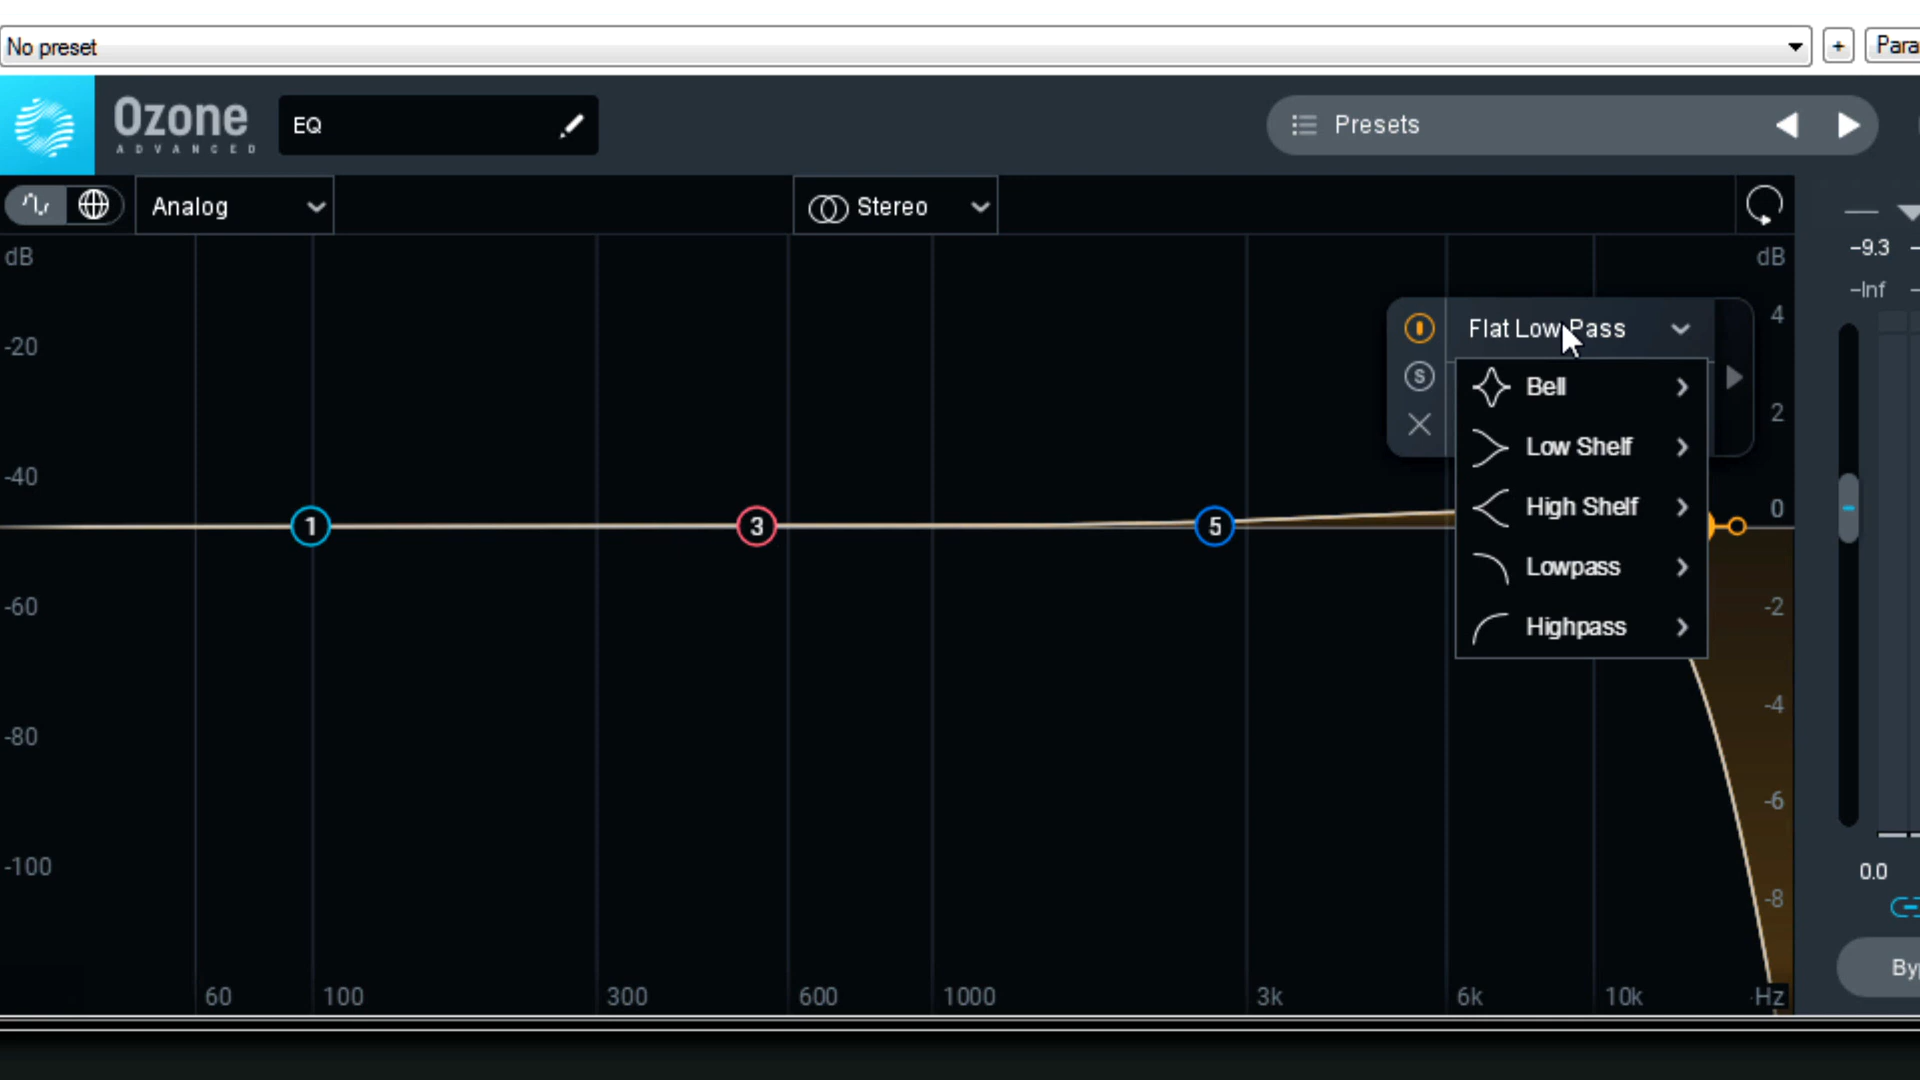 No preset
+
Para
Ozone
ADVANCED
EQ
Presets
Analog
Stereo
dB
dB
-9.3
-Inf
Flat Low Pass
S
Bell
Low Shelf
High Shelf
Lowpass
Highpass
4
2
0
-2
-4
-6
-8
-20
-40
-60
-80
-100
1
3
5
0.0
Byp
60
100
300
600
1000
3k
6k
10k
Hz